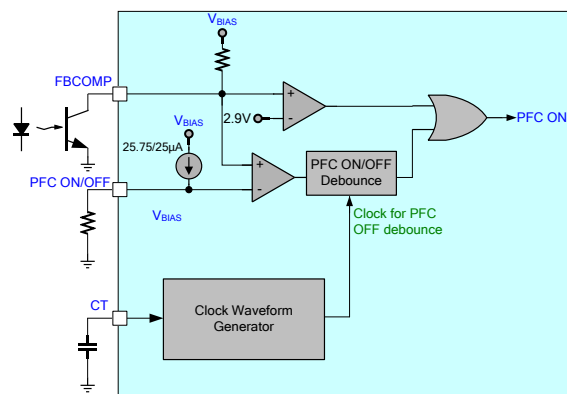 VBIAS
FBCOMP
2.9V
VBIAS
25.75/25µA
PFC ON
PFC ON/OFF
PFC ON/OFF
Debounce
VBIAS
Clock for PFC
OFF debounce
CT
Clock Waveform
Generator